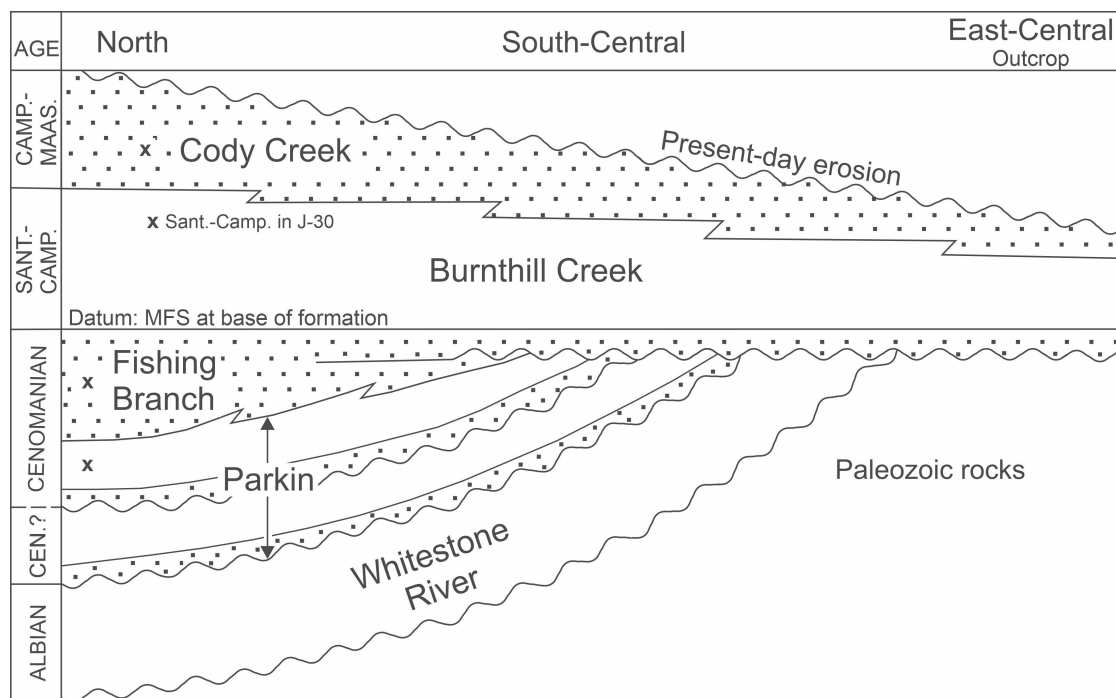 AGE
North
South-Central
East-Central
Outcrop
CAMP.-
MAAS.
x Cody Creek
Present-day erosion
SANT.-
CAMP.
x Sant.-Camp. in J-30
Burnthill Creek
Datum: MFS at base of formation
CENOMANIAN
x Fishing
Branch
x
Parkin
Paleozoic rocks
CEN.?
Whitestone
River
ALBIAN